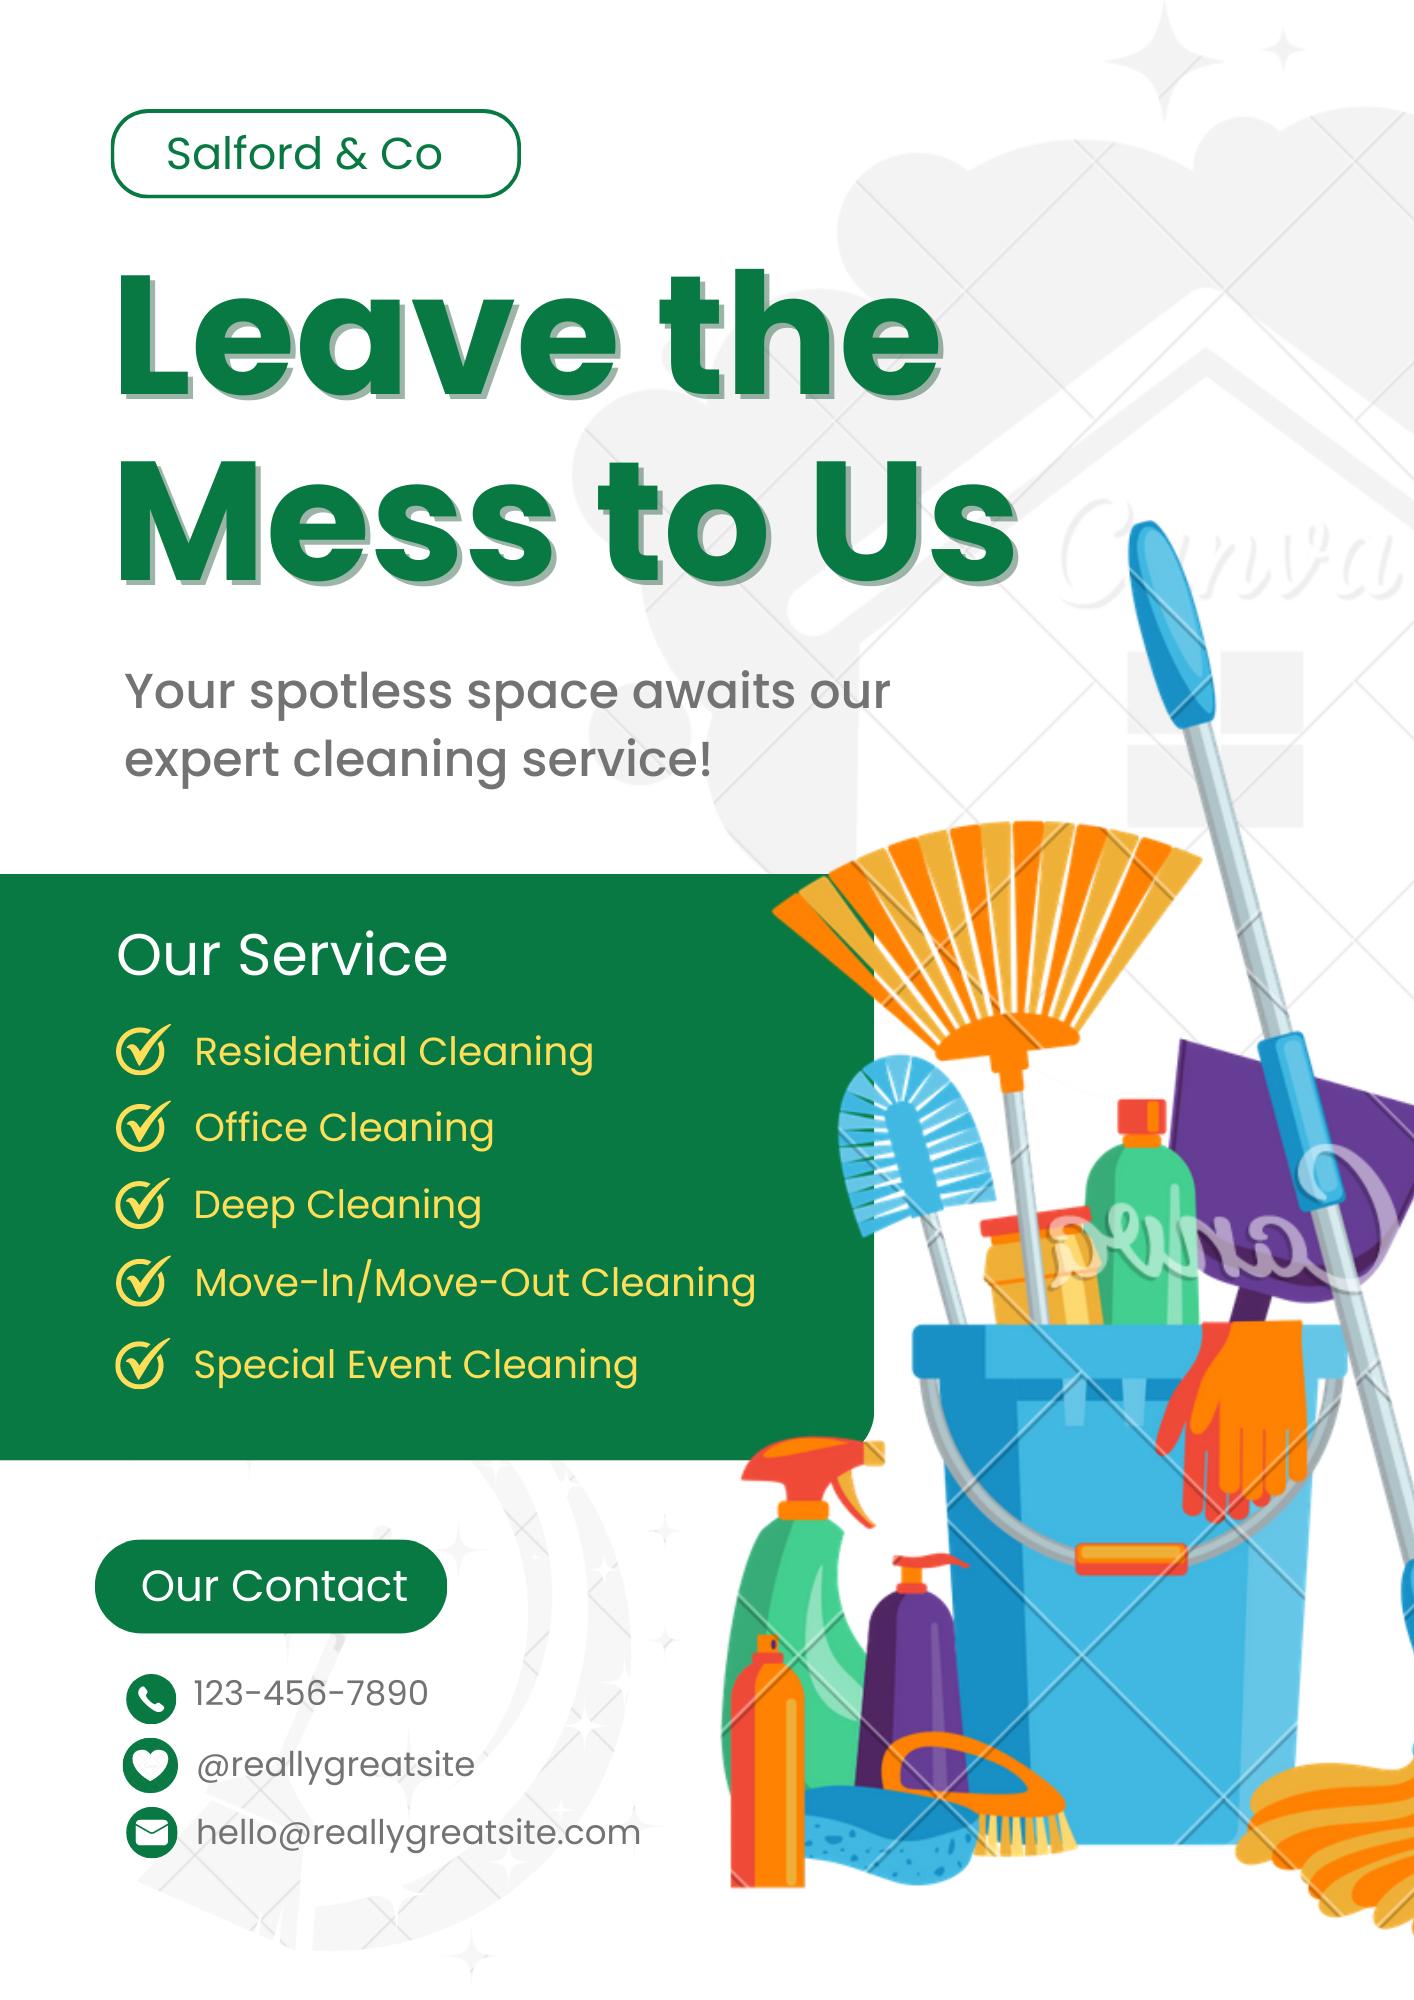 Salford & Co
Leave the
Mess to Us
Your spotless space awaits our
expert cleaning service!
Our Service
Residential Cleaning
Office Cleaning
Deep Cleaning
Move-In/Move-Out Cleaning
Special Event Cleaning
Our Contact
123-456-7890
@reallygreatsite
hello@reallygreatsite.com
Canva
Canva